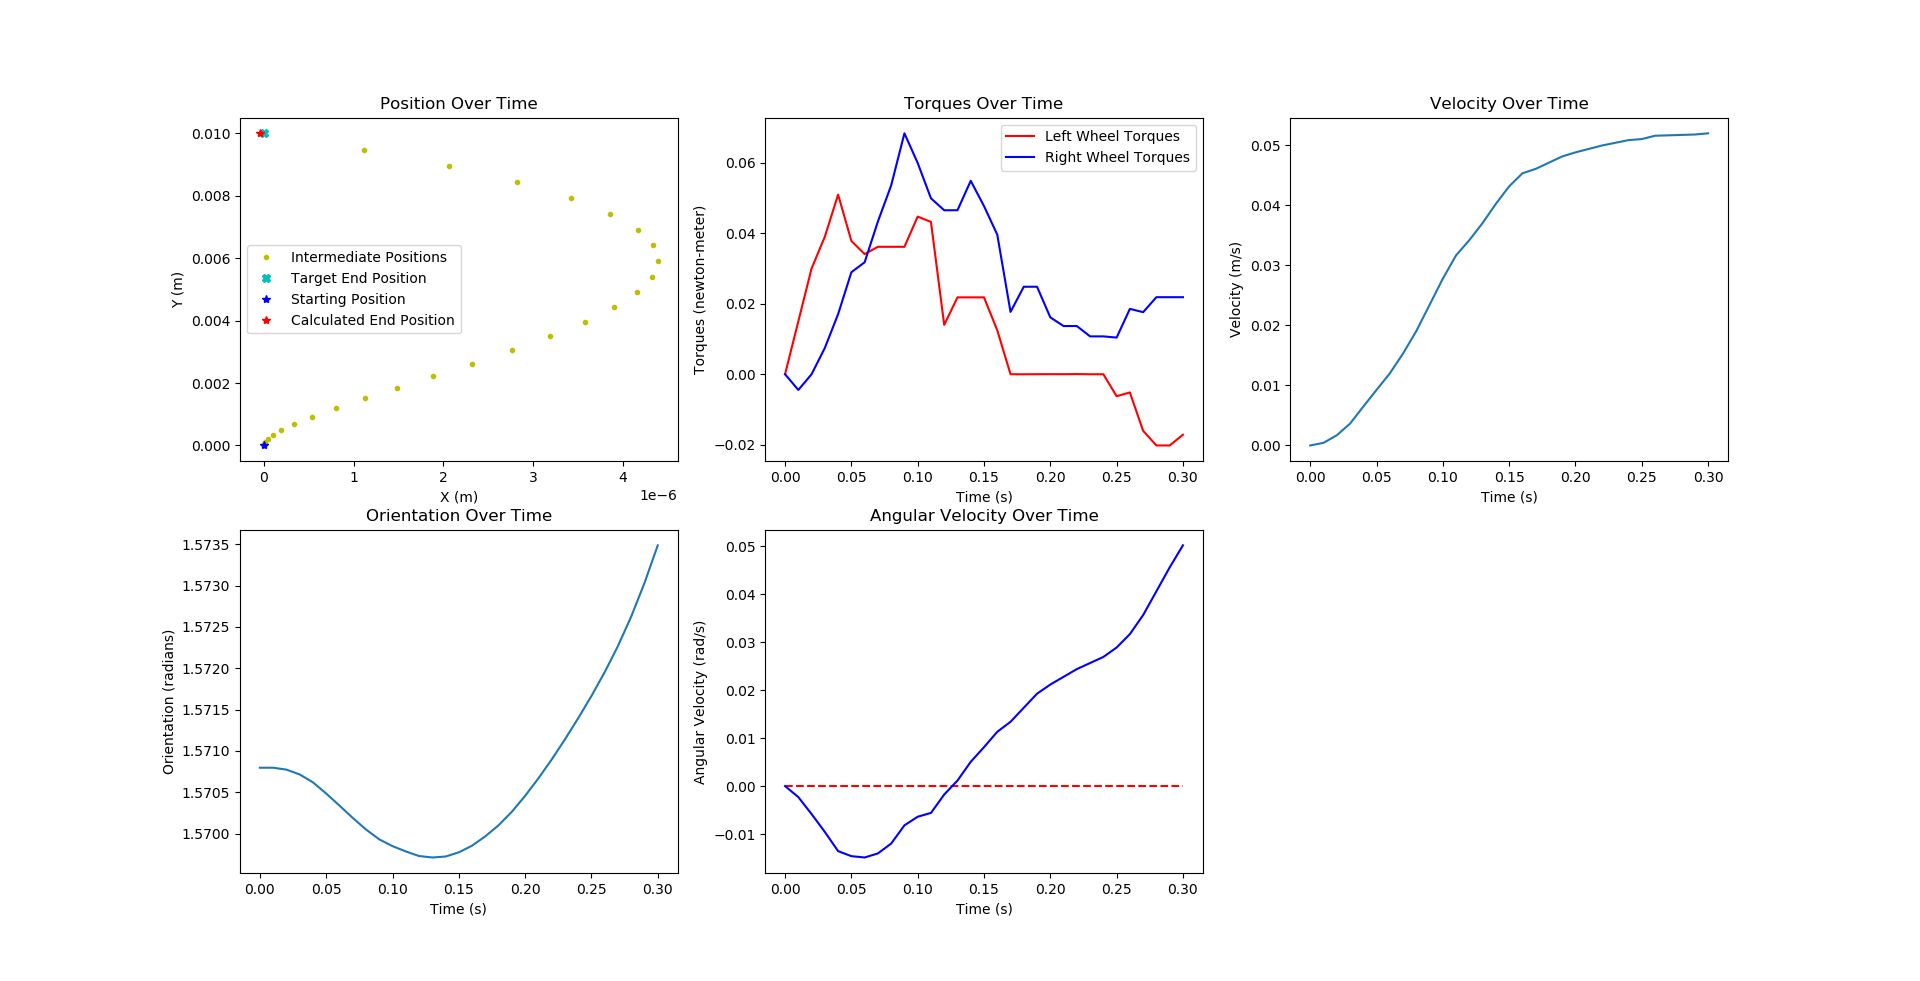 Position Over Time
Y (m)
0.010
0.008
0.006
0.004
0.002
0.000
Intermediate Positions
Target End Position
Starting Position
Calculated End Position
0 1 2 3 4
1e−6
X (m)
Torques Over Time
Torques (newton-meter)
0.06
0.04
0.02
0.00
−0.02
Left Wheel Torques
Right Wheel Torques
0.00 0.05 0.10 0.15 0.20 0.25 0.30
Time (s)
Velocity Over Time
Velocity (m/s)
0.05
0.04
0.03
0.02
0.01
0.00
0.00 0.05 0.10 0.15 0.20 0.25 0.30
Time (s)
Orientation Over Time
Orientation (radians)
1.5735
1.5730
1.5725
1.5720
1.5715
1.5710
1.5705
1.5700
0.00 0.05 0.10 0.15 0.20 0.25 0.30
Time (s)
Angular Velocity Over Time
Angular Velocity (rad/s)
0.05
0.04
0.03
0.02
0.01
0.00
−0.01
0.00 0.05 0.10 0.15 0.20 0.25 0.30
Time (s)